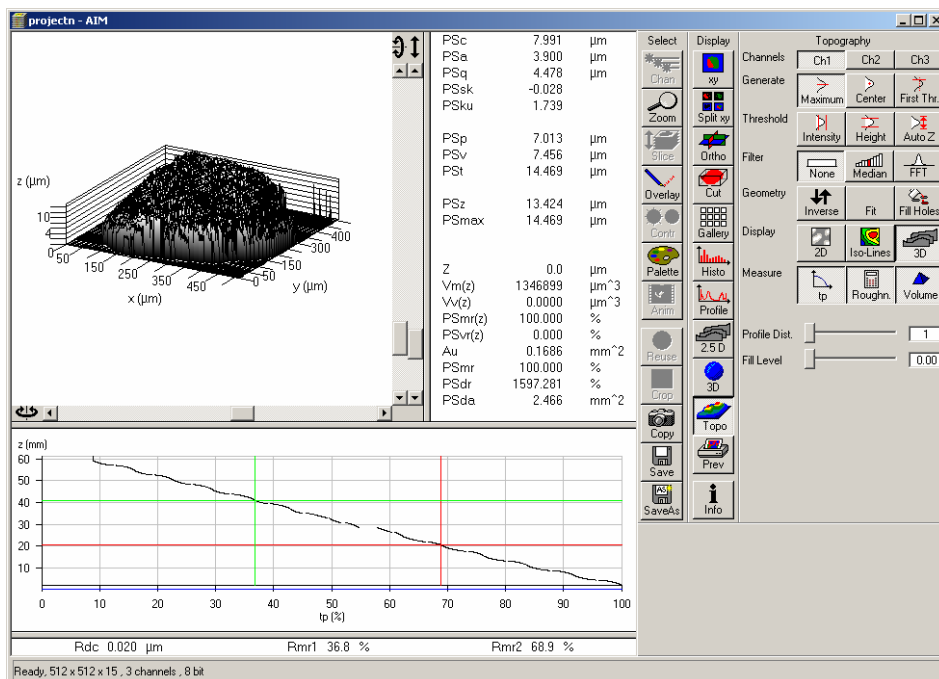 projectn - AIM
z (µm)
10
4
0
50
150
250
350
450
x (µm)
0
50
150
300
400
y (µm)
PSc 7.991 µm
PSa 3.900 µm
PSq 4.478 µm
PSsk -0.028
PSku 1.739
PSp 7.013 µm
PSv 7.456 µm
PSt 14.469 µm
PSz 13.424 µm
PSmax 14.469 µm
Z 0.0 µm
Vm(z) 1346899 µm^3
Vv(z) 0.0000 µm^3
PSmr(z) 100.000 %
PSvr(z) 0.000 %
Au 0.1686 mm^2
PSmr 100.000 %
PSdr 1597.281 %
PSda 2.466 mm^2
Select
Chan
Zoom
Slice
Overlay
Contr
Palette
Anim
Reuse
Crop
Copy
Save
AS
SaveAs
Display
xy
Split xy
Ortho
Cut
Gallery
Histo
Profile
2.5 D
3D
Topo
Prev
Info
Topography
Channels Ch1 Ch2 Ch3
Generate Maximum Center First Thr.
Threshold Intensity Height Auto Z
Filter None Median FFT
Geometry Inverse Fit Fill Holes
Display 2D Iso-Lines 3D
Measure tp Roughn. Volume
Profile Dist. 1
Fill Level 0.00
z (mm)
60
50
40
30
20
10
0 10 20 30 40 50 60 70 80 90 100
tp (%)
Rdc 0.020 µm Rmr1 36.8 % Rmr2 68.9 %
Ready, 512 x 512 x 15 , 3 channels , 8 bit